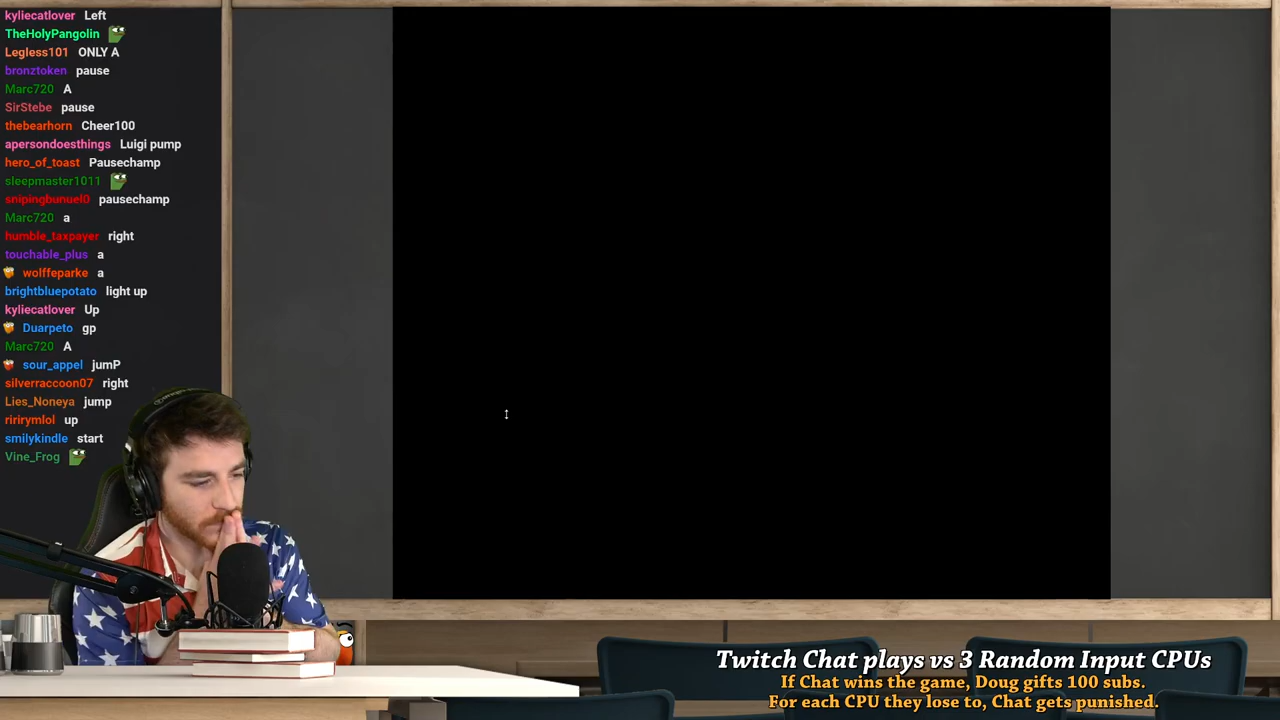 kyliecatlover Left
TheHolyPangolin
Legless101 ONLY A
bronztoken pause
Marc720 A
SirStebe pause
thebearhorn Cheer100
apersondoesthings Luigi pump
hero_of_toast Pausechamp
sleepmaster1011
snipingbunuel0 pausechamp
Marc720 a
humble_taxpayer right
touchable_plus a
wolffeparke a
brightbluepotato light up
kyliecatlover Up
Duarpeto gp
Marc720 A
sour_appel jumP
silverraccoon07 right
Lies_Noneya jump
ririrymlol up
smilykindle start
Vine_Frog
Twitch Chat plays vs 3 Random Input CPUs
If Chat wins the game, Doug gifts 100 subs.
For each CPU they lose to, Chat gets punished.